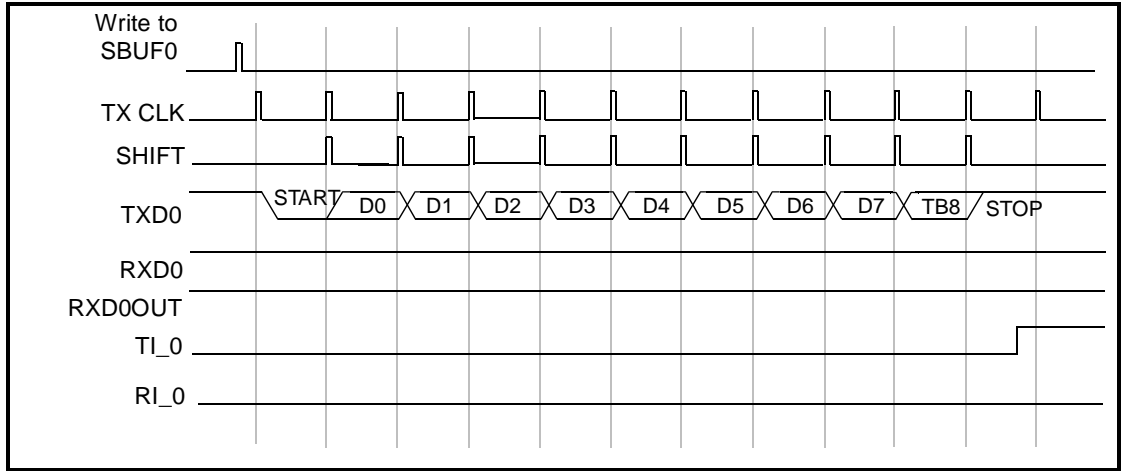 Write to
SBUF0
TX CLK
SHIFT
TXD0 START D0 D1 D2 D3 D4 D5 D6 D7 TB8 STOP
RXD0
RXD0OUT
TI_0
RI_0